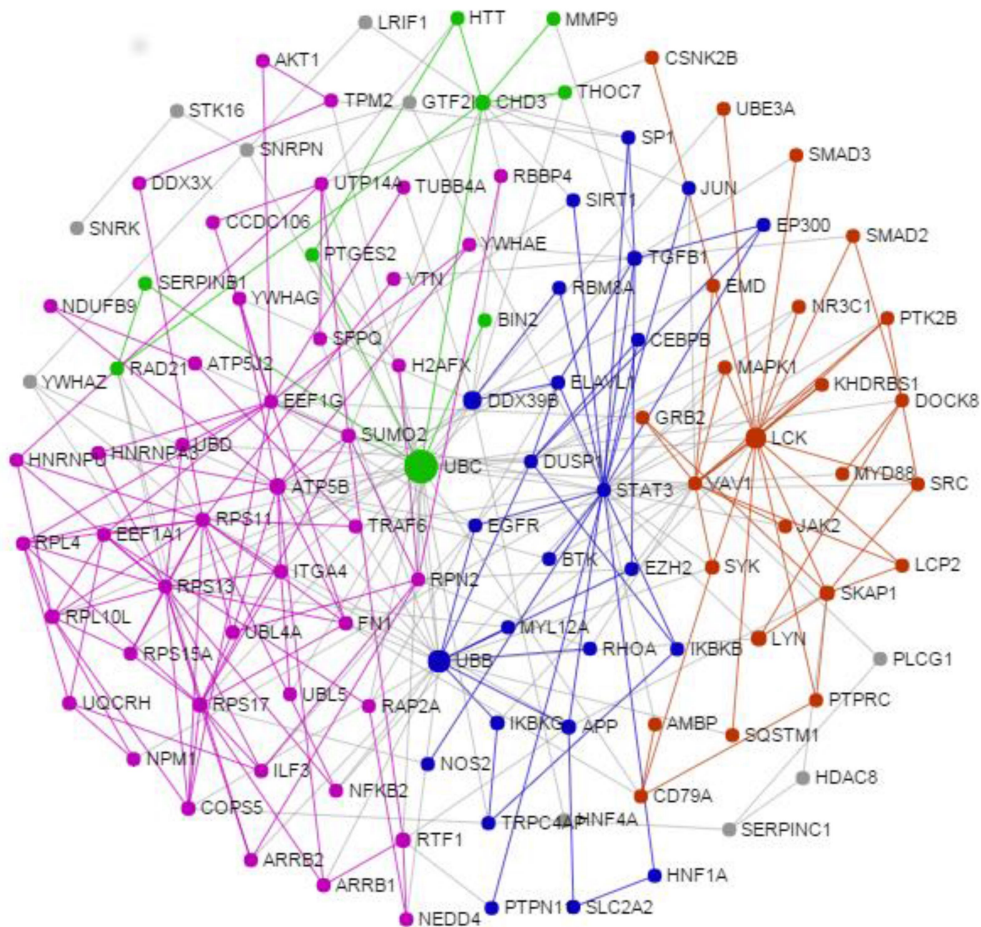 LRIF1
HTT
MMP9
AKT1
CSNK2B
TPM2
GTF2I
CHD3
THOC7
STK16
UBE3A
SNRPN
SP1
SMAD3
DDX3X
UTP14A
TUBB4A
RBBP4
SIRT1
JUN
SNRK
CCDC106
EP300
SMAD2
PTGES2
YWHAE
TGFB1
SERPINB1
VTN
RBM8A
EMD
NDUFB9
YWHAG
NR3C1
PTK2B
BIN2
SFPQ
CEBPB
RAD21
ATP5J2
H2AFX
MAPK1
YWHAZ
ELAVL1
KHDRBS1
EEF1G
DDX39B
DOCK8
GRB2
SUMO2
LCK
UBD
HNRNPA3
HNRNPU
UBC
DUSP1
MYD88
ATP5B
STAT3
VAV1
SRC
RPS11
TRAF6
EGFR
JAK2
EEF1A1
RPL4
BTK
ITGA4
RPN2
EZH2
SYK
LCP2
RPS13
SKAP1
RPL10L
FN1
UBL4A
MYL12A
LYN
RPS15A
UBB
RHOA
IKBKB
PLCG1
UBL5
UQCRH
RPS17
RAP2A
PTPRC
IKBKG
APP
AMBP
SQSTM1
NPM1
NOS2
ILF3
HDAC8
NFKB2
CD79A
COPS5
TRPC4AP
HNF4A
SERPINC1
RTF1
ARRB2
HNF1A
ARRB1
PTPN11
SLC2A2
NEDD4